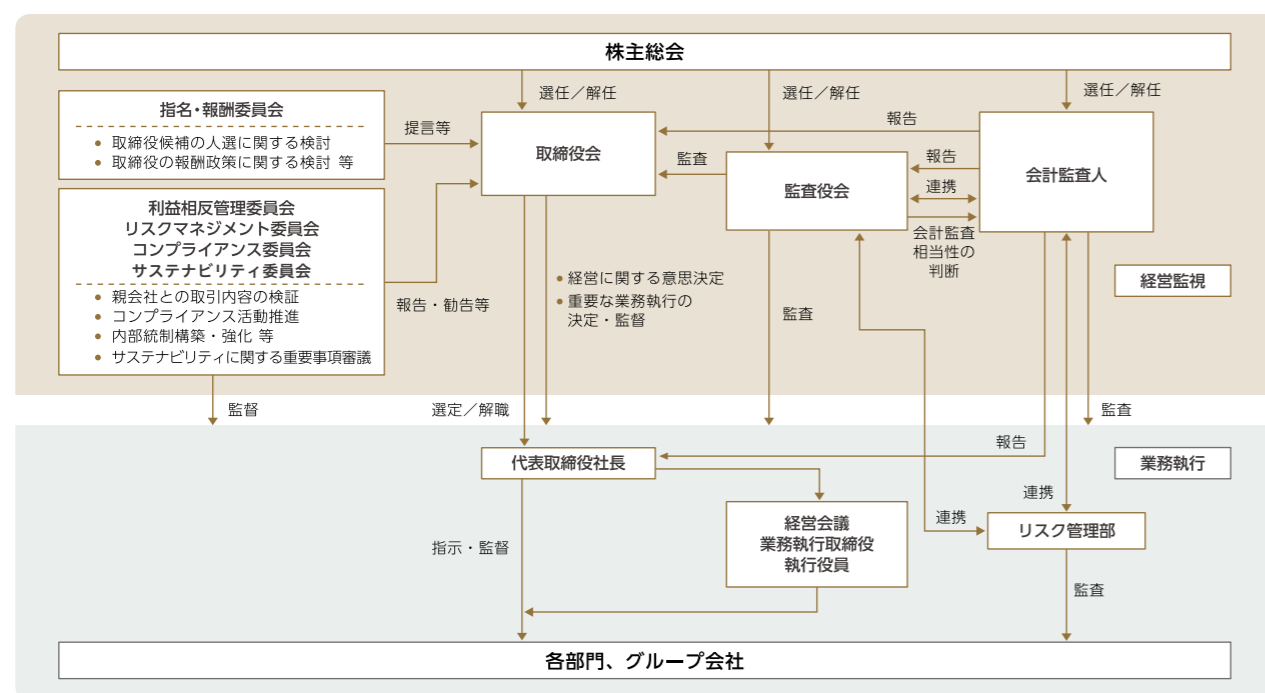 株主総会
選任／解任
選任／解任
選任／解任
指名・報酬委員会
• 取締役候補の人選に関する検討
• 取締役の報酬政策に関する検討 等
提言等
取締役会
報告
監査
監査役会
報告
連携
会計監査
相当性の
判断
会計監査人
利益相反管理委員会
リスクマネジメント委員会
コンプライアンス委員会
サステナビリティ委員会
• 親会社との取引内容の検証
• コンプライアンス活動推進
• 内部統制構築・強化 等
• サステナビリティに関する重要事項審議
報告・勧告等
• 経営に関する意思決定
• 重要な業務執行の
決定・監督
監査
経営監視
監督
選定／解職
監査
代表取締役社長
報告
業務執行
連携
経営会議
業務執行取締役
執行役員
連携
リスク管理部
指示・監督
監査
各部門、グループ会社